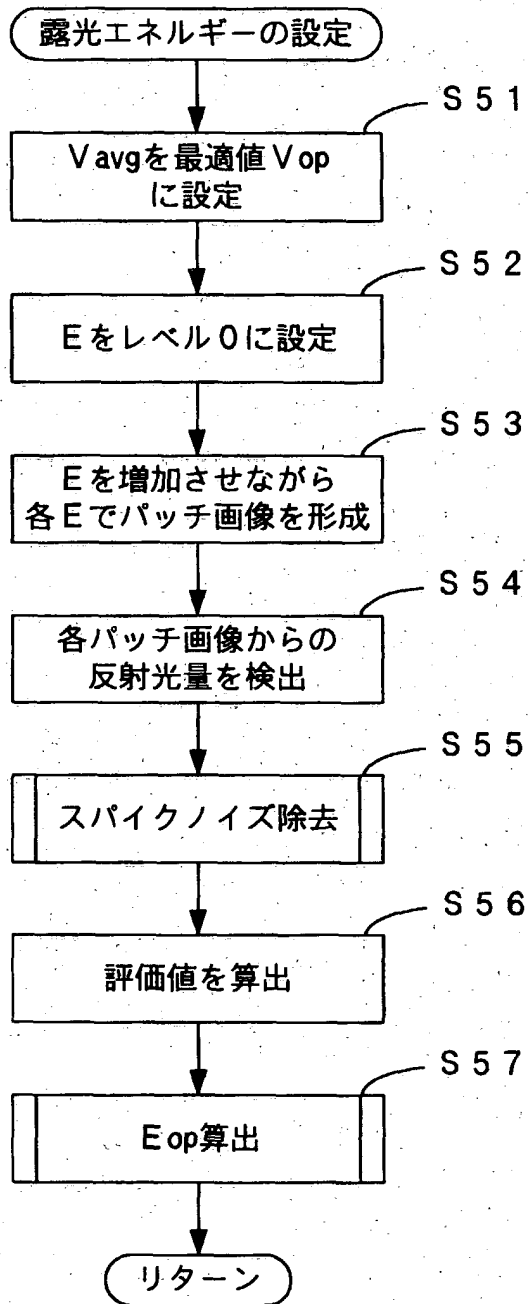 露光エネルギーの設定
S51
Vavgを最適値Vop
に設定
S52
Eをレベル0に設定
S53
Eを増加させながら
各Eでパッチ画像を形成
S54
各パッチ画像からの
反射光量を検出
S55
スパイクノイズ除去
S56
評価値を算出
S57
Eop算出
リターン